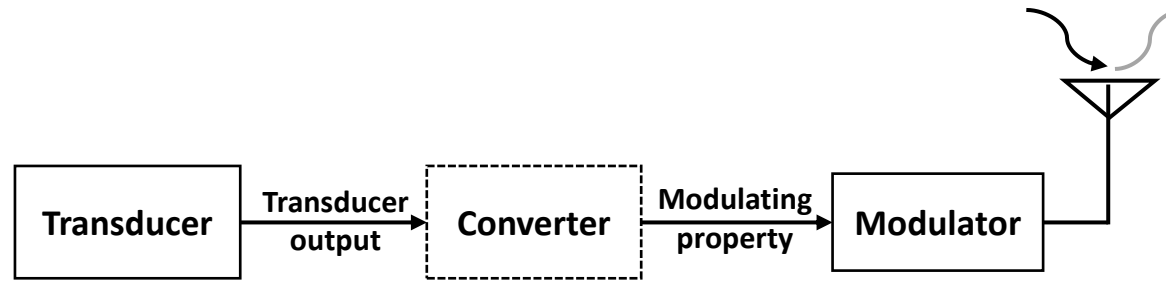 Transducer
Transducer
output
Converter
Modulating
property
Modulator